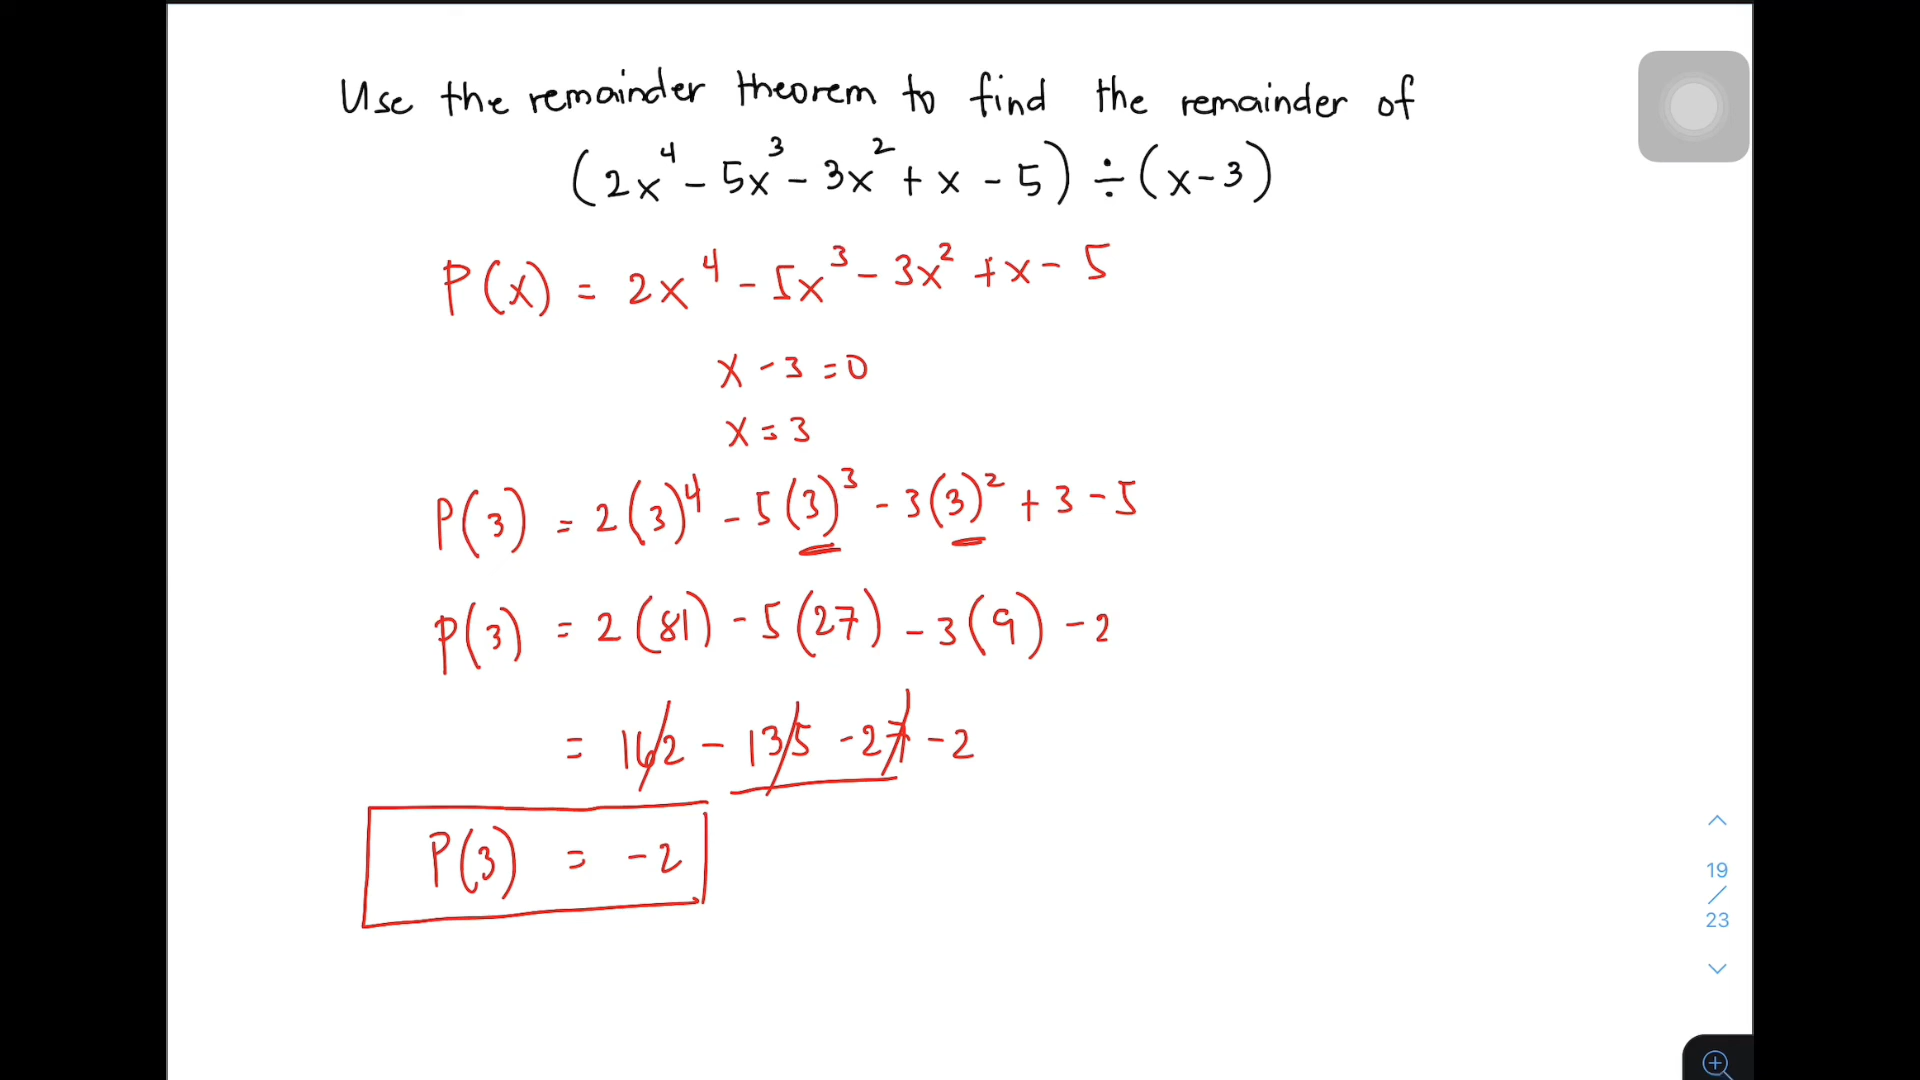 Use the remainder theorem to find the remainder of
(2x⁴ - 5x³ - 3x² + x - 5) ÷ (x - 3)
P(x) = 2x⁴ - 5x³ - 3x² + x - 5
x - 3 = 0
x = 3
P(3) = 2(3)⁴ - 5(3)³ - 3(3)² + 3 - 5
P(3) = 2(81) - 5(27) - 3(9) - 2
= 162 - 135 - 27 - 2
P(3) = -2
19
/
23